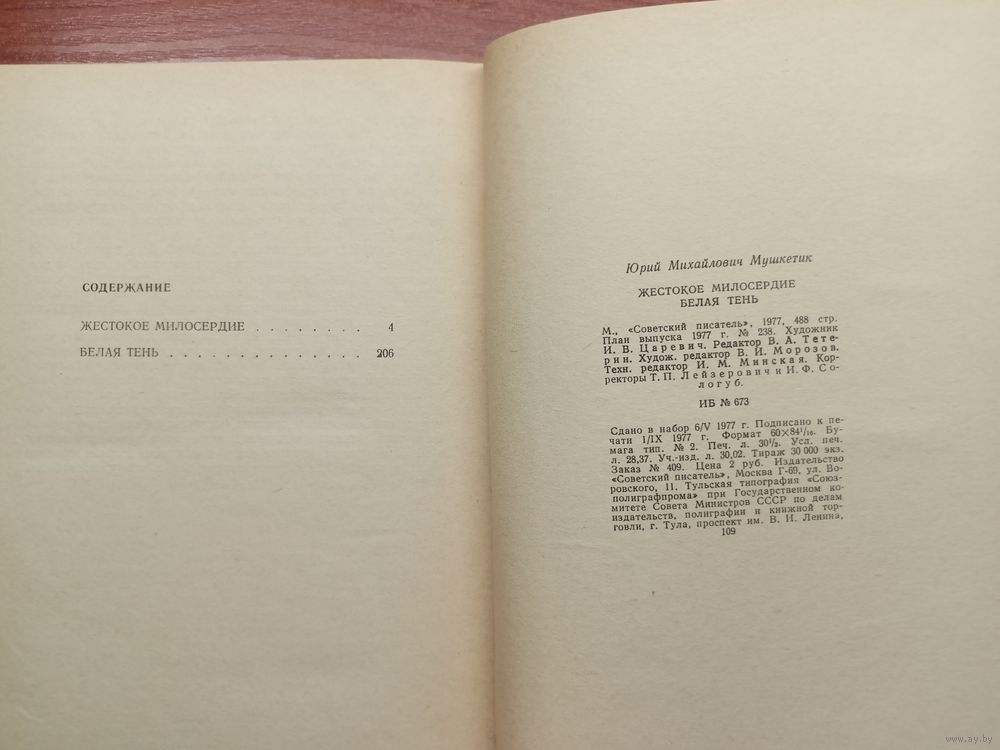 СОДЕРЖАНИЕ
ЖЕСТОКОЕ МИЛОСЕРДИЕ . . . . . . . . 4
БЕЛАЯ ТЕНЬ . . . . . . . . . . . . . . 206
Юрий Михайлович Мушкетик
ЖЕСТОКОЕ МИЛОСЕРДИЕ
БЕЛАЯ ТЕНЬ
М., «Советский писатель», 1977, 488 стр.
План выпуска 1977 г. № 238. Художник
И. В. Царевич. Редактор В. А. Тете-
рин. Худож. редактор В. И. Морозов.
Техн. редактор И. М. Минская. Кор-
ректоры Т. П. Лейзерович и И. Ф. Со-
логуб.
ИБ № 673
Сдано в набор 6/V 1977 г. Подписано к пе-
чати 1/IX 1977 г. Формат 60×84¹/₁₆. Бу-
мага тип. № 2. Печ. л. 30¹/₂. Усл. печ.
л. 28,37. Уч.-изд. л. 30,02. Тираж 30 000 экз.
Заказ № 409. Цена 2 руб. Издательство
«Советский писатель», Москва Г-69, ул. Во-
ровского, 11. Тульская типография «Союз-
полиграфпрома» при Государственном ко-
митете Совета Министров СССР по делам
издательств, полиграфии и книжной тор-
говли, г. Тула, проспект им. В. И. Ленина,
109
www.ay.by